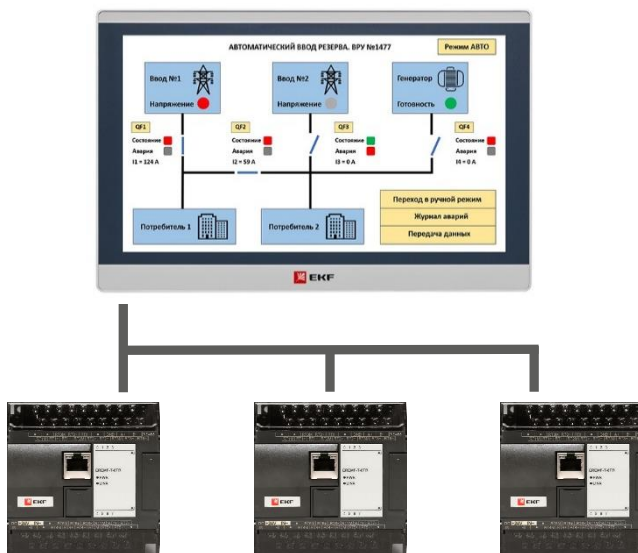 АВТОМАТИЧЕСКИЙ ВВОД РЕЗЕРВА. ВРУ №1477
Режим АВТО
Ввод №1
Напряжение
Ввод №2
Напряжение
Генератор
Готовность
QF1
Состояние
Авария
I1 = 124 А
QF2
Состояние
Авария
I2 = 59 А
QF3
Состояние
Авария
I3 = 0 А
QF4
Состояние
Авария
I4 = 0 А
Потребитель 1
Потребитель 2
Переход в ручной режим
Журнал аварий
Передача данных
EKF
EKF
EKF
EKF